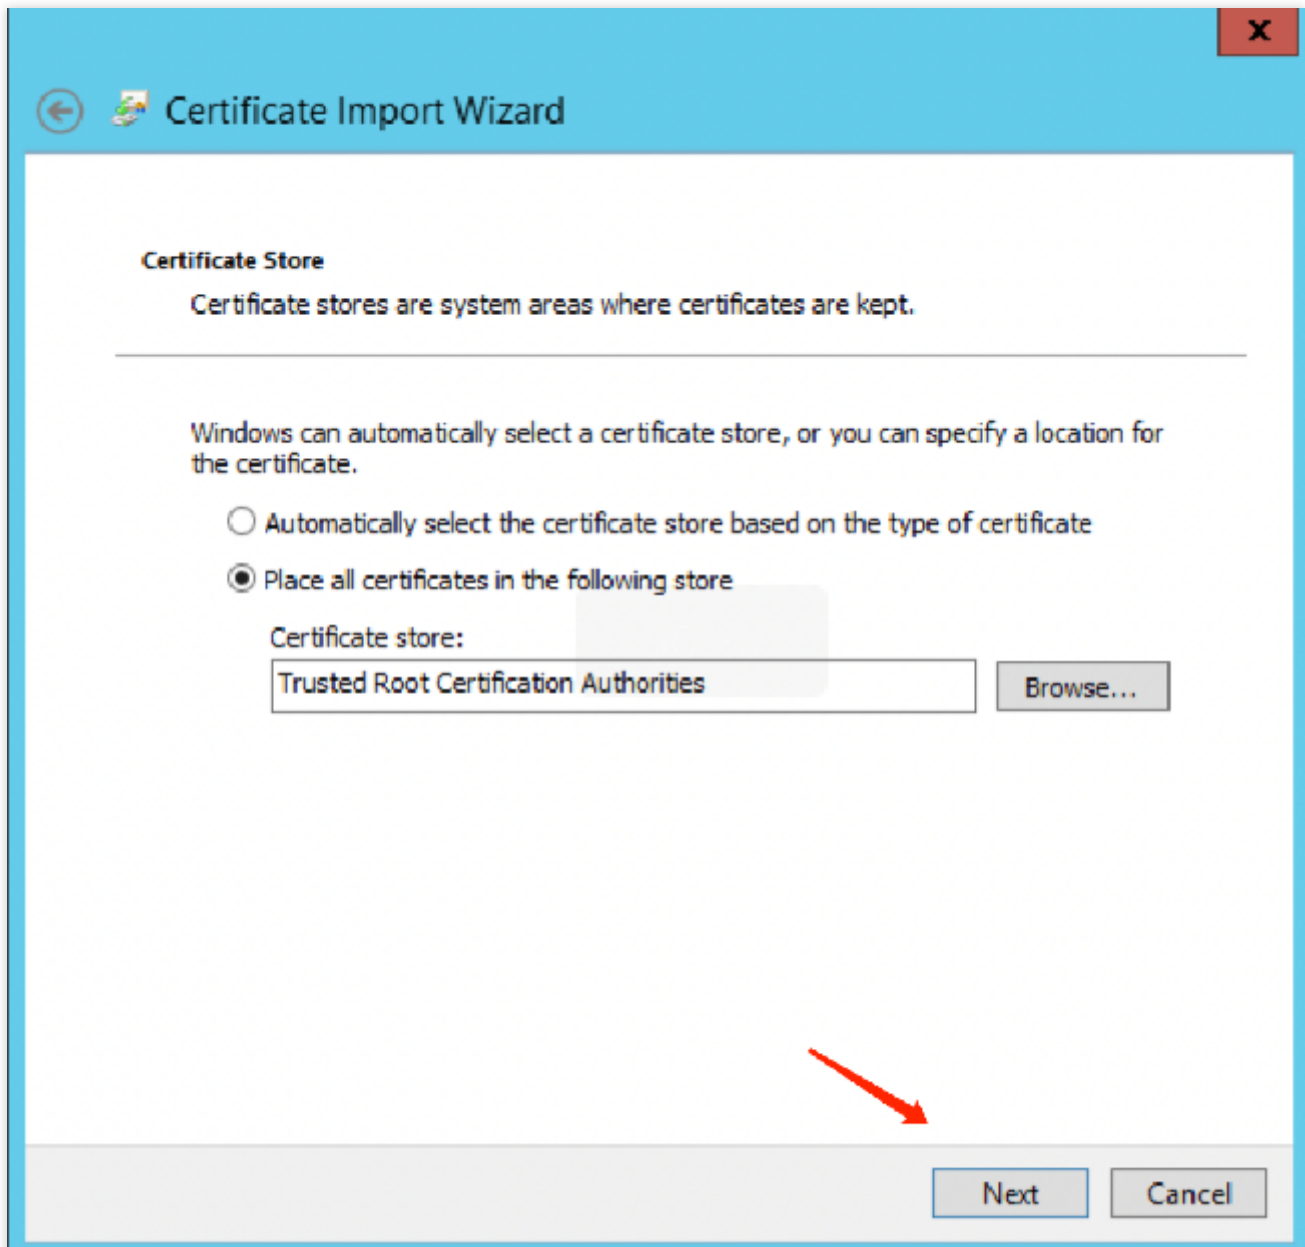 x
Certificate Import Wizard
Certificate Store
Certificate stores are system areas where certificates are kept.
Windows can automatically select a certificate store, or you can specify a location for
the certificate.
Automatically select the certificate store based on the type of certificate
Place all certificates in the following store
Certificate store:
Trusted Root Certification Authorities
Browse...
Next
Cancel